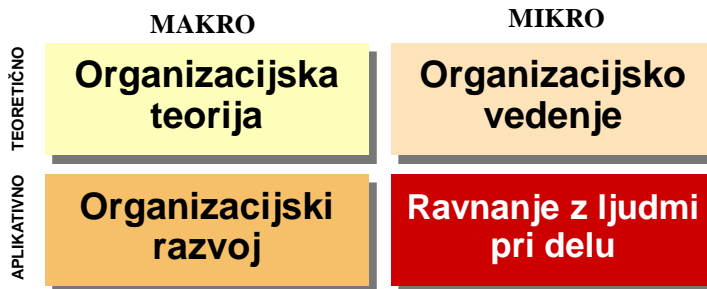 MAKRO
MIKRO
TEORETIČNO
Organizacijska
teorija
Organizacijsko
vedenje
APLIKATIVNO
Organizacijski
razvoj
Ravnanje z ljudmi
pri delu